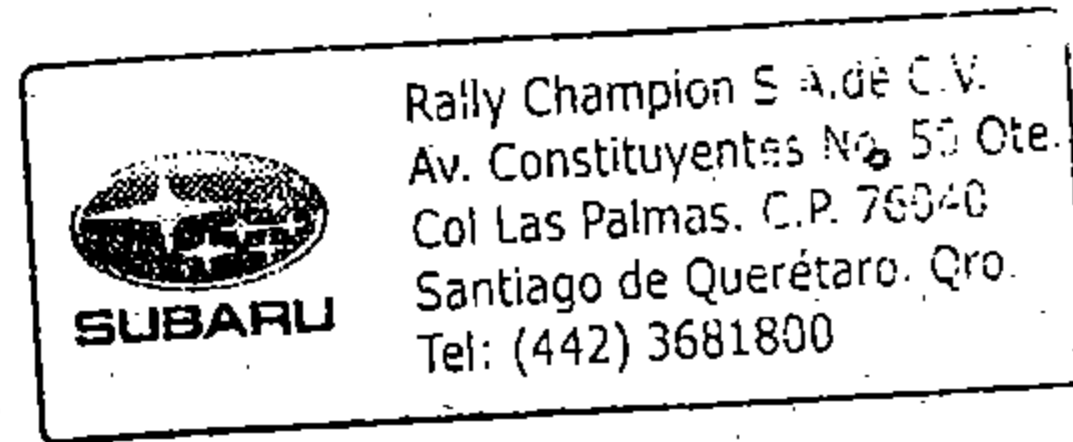 SUBARU
Rally Champion S.A.de C.V.
Av. Constituyentes No. 50 Ote.
Col Las Palmas. C.P. 76040
Santiago de Querétaro. Qro.
Tel: (442) 3681800